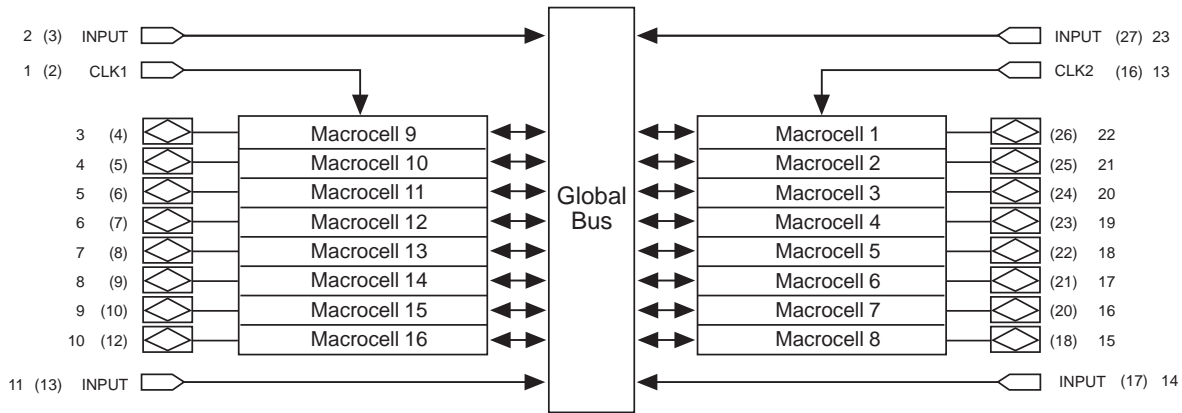 2 (3) INPUT INPUT (27) 23
1 (2) CLK1 CLK2 (16) 13
3 (4) Macrocell 9 Macrocell 1 (26) 22
4 (5) Macrocell 10 Macrocell 2 (25) 21
5 (6) Macrocell 11 Macrocell 3 (24) 20
Global
6 (7) Macrocell 12 Macrocell 4 (23) 19
Bus
7 (8) Macrocell 13 Macrocell 5 (22) 18
8 (9) Macrocell 14 Macrocell 6 (21) 17
9 (10) Macrocell 15 Macrocell 7 (20) 16
10 (12) Macrocell 16 Macrocell 8 (18) 15
11 (13) INPUT INPUT (17) 14